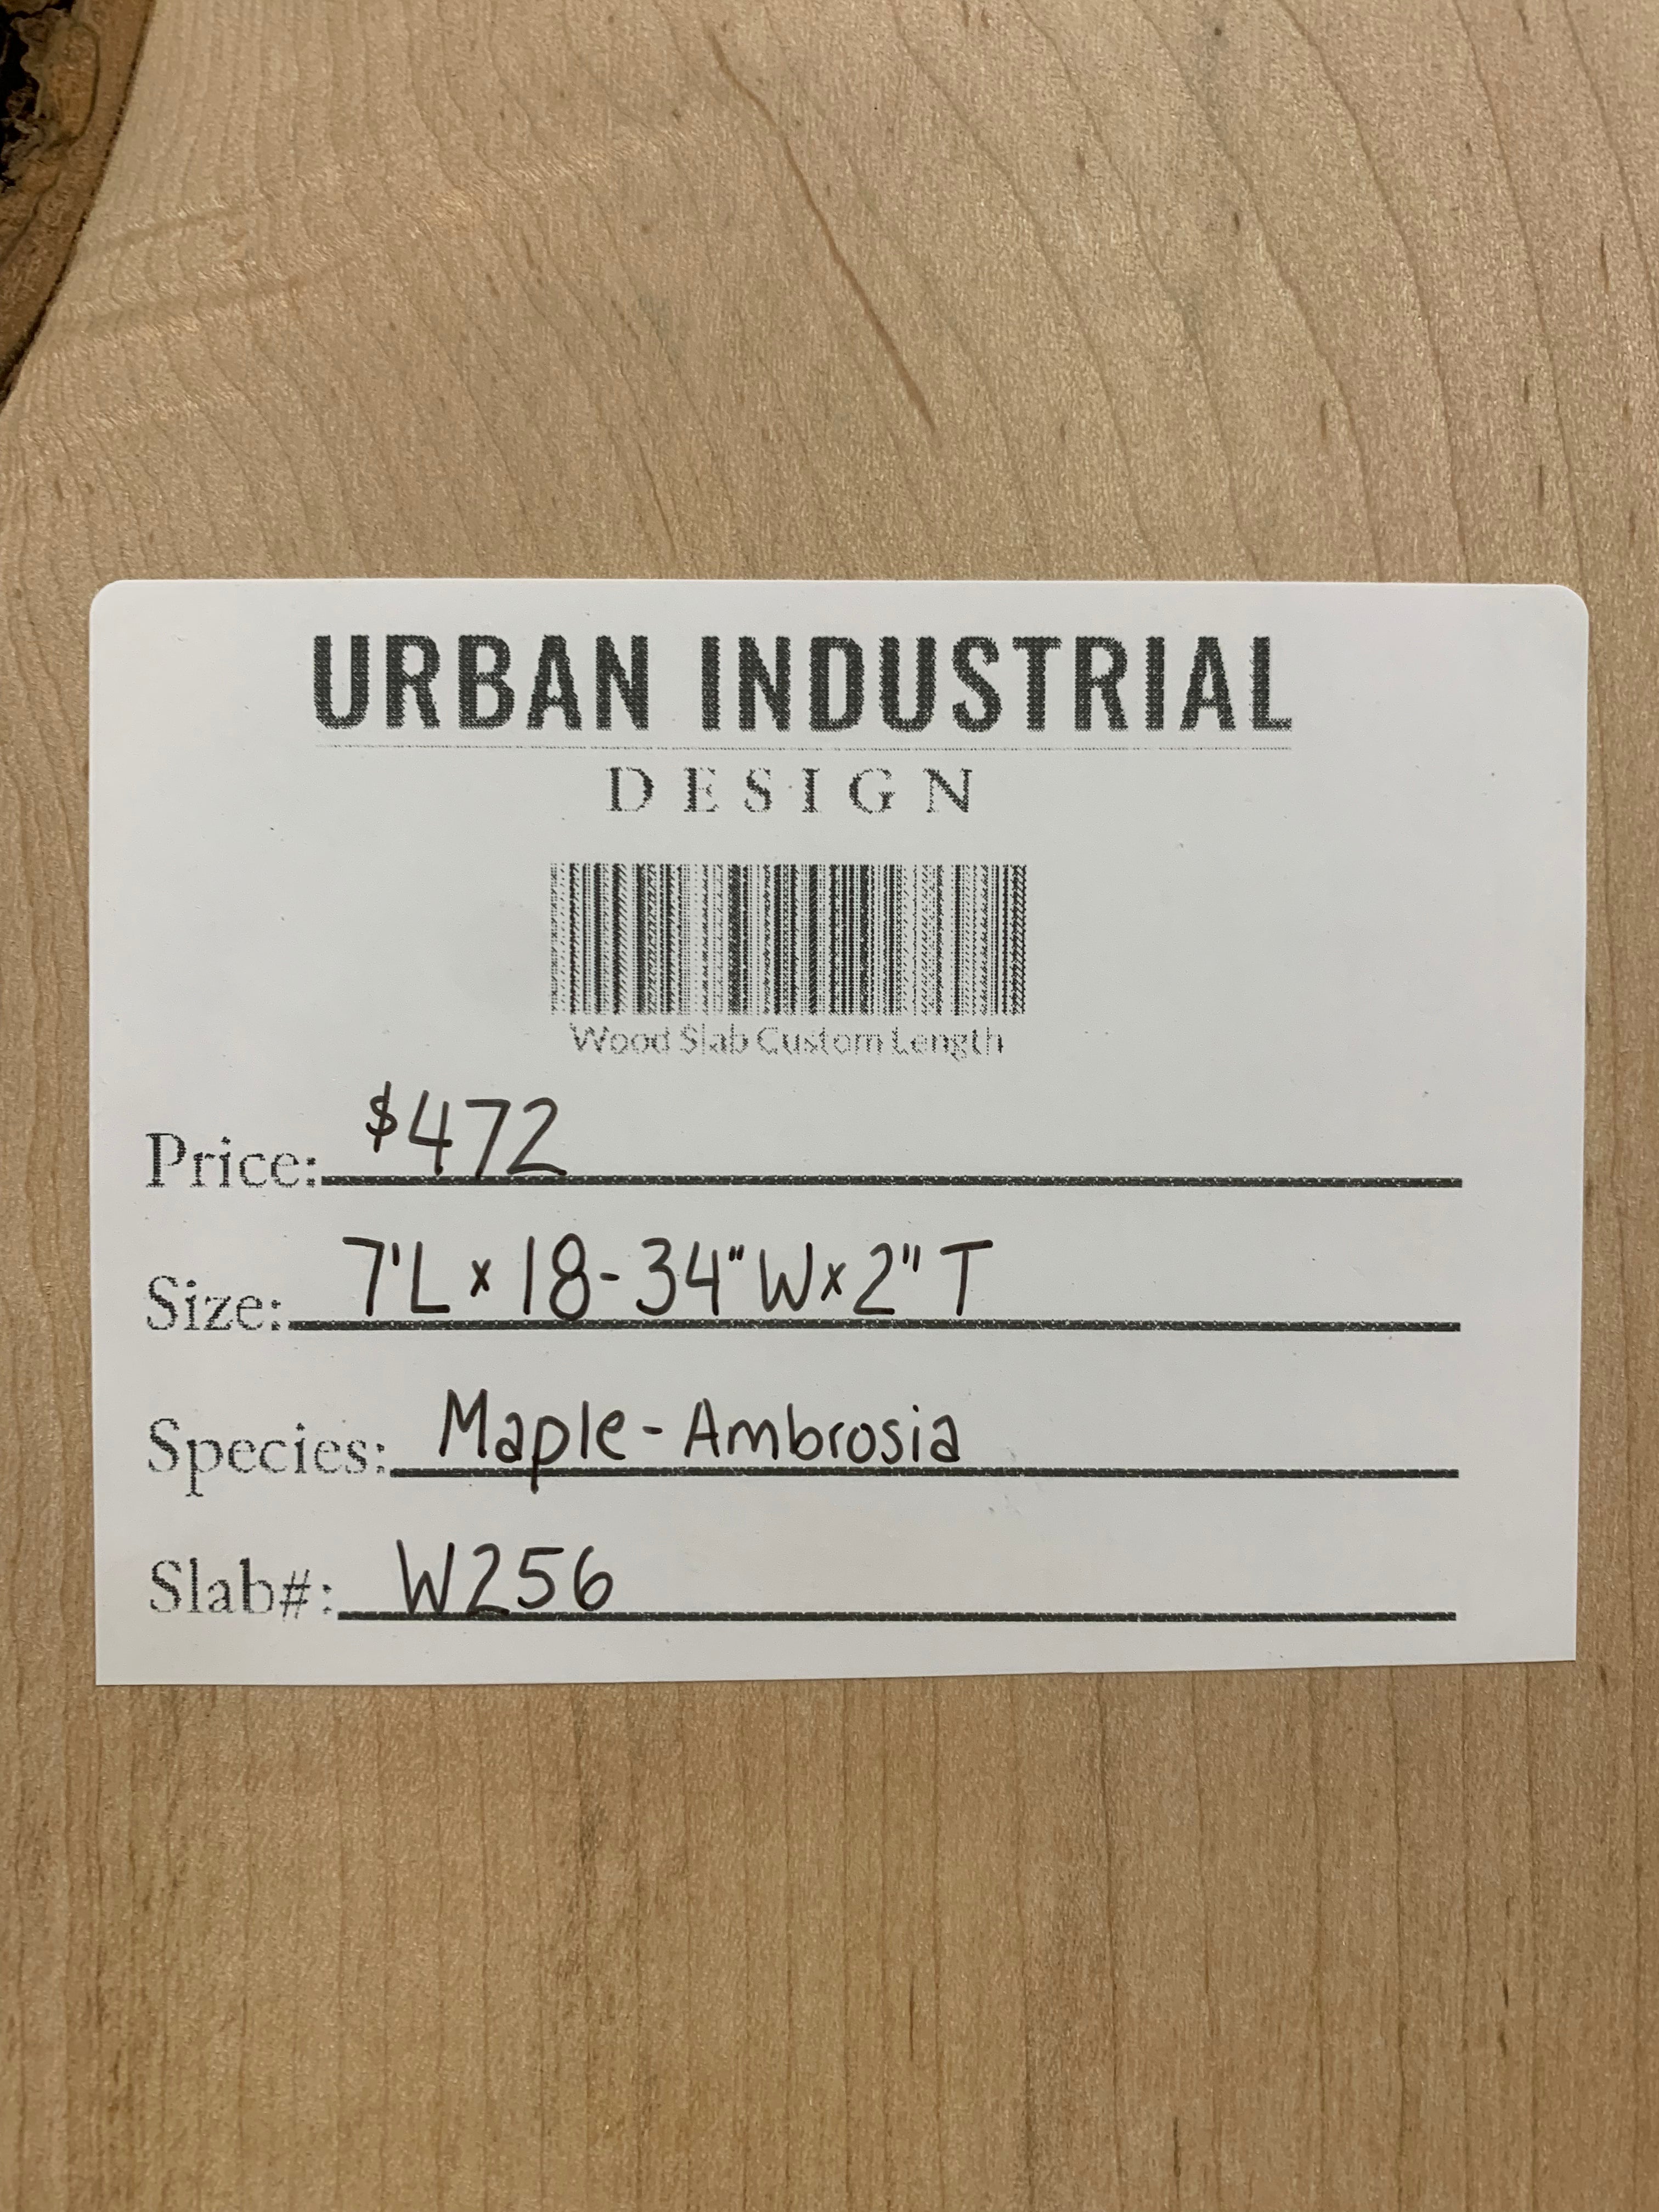 URBAN INDUSTRIAL
DESIGN
Wood Slab Custom Length
Price: $472
Size: 7'L x 18-34"W x 2" T
Species: Maple-Ambrosia
Slab#: W256